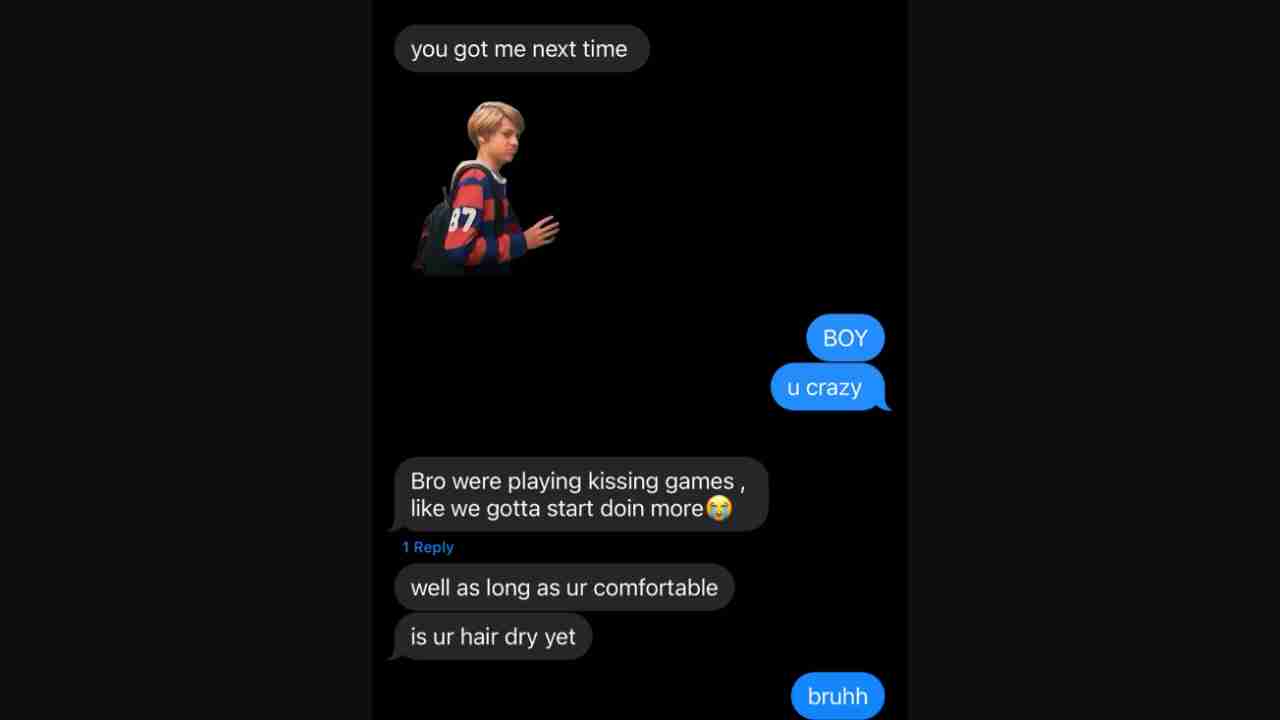 you got me next time
87
BOY
u crazy
Bro were playing kissing games ,
like we gotta start doin more😭
1 Reply
well as long as ur comfortable
is ur hair dry yet
bruhh